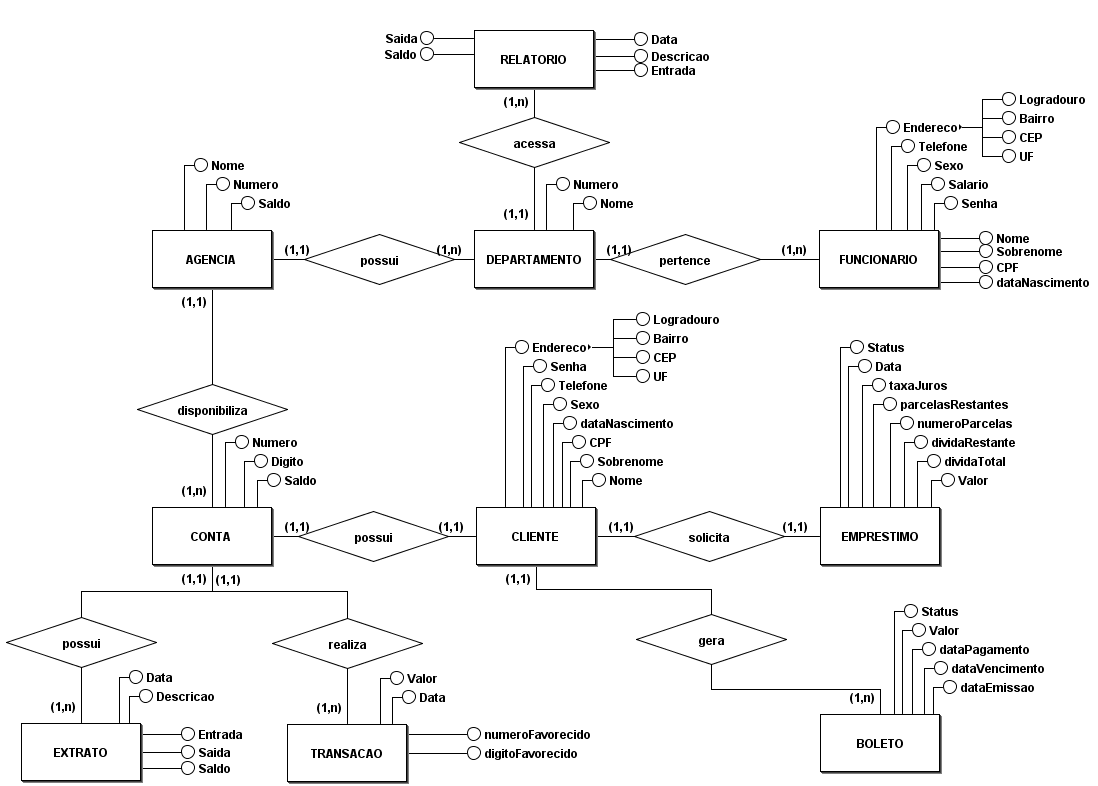 Saida
Saldo
RELATORIO
Data
Descricao
Entrada
(1,n)
acessa
(1,1)
Nome
Numero
Saldo
AGENCIA
(1,1)
possui
(1,n)
Numero
Nome
DEPARTAMENTO
(1,1)
pertence
(1,n)
Endereco
Logradouro
Bairro
CEP
UF
Telefone
Sexo
Salario
Senha
FUNCIONARIO
Nome
Sobrenome
CPF
dataNascimento
(1,1)
disponibiliza
(1,n)
Numero
Digito
Saldo
CONTA
(1,1)
possui
(1,1)
Endereco
Logradouro
Bairro
CEP
UF
Senha
Telefone
Sexo
dataNascimento
CPF
Sobrenome
Nome
CLIENTE
(1,1)
solicita
(1,1)
Status
Data
taxaJuros
parcelasRestantes
numeroParcelas
dividaRestante
dividaTotal
Valor
EMPRESTIMO
(1,1) (1,1)
possui
(1,n)
Data
Descricao
EXTRATO
Entrada
Saida
Saldo
realiza
(1,n)
Valor
Data
TRANSACAO
numeroFavorecido
digitoFavorecido
(1,1)
gera
(1,n)
Status
Valor
dataPagamento
dataVencimento
dataEmissao
BOLETO